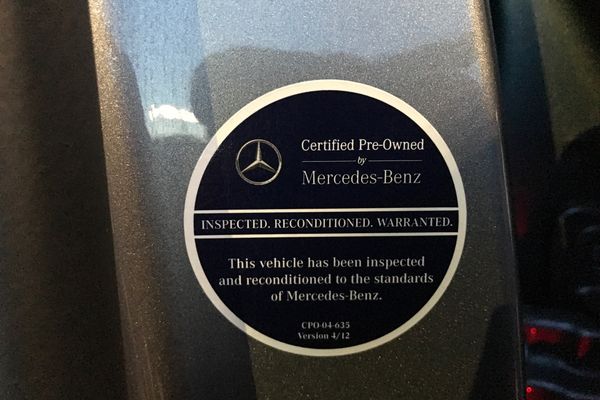 Certified Pre-Owned
by
Mercedes-Benz
INSPECTED. RECONDITIONED. WARRANTED.
This vehicle has been inspected
and reconditioned to the standards
of Mercedes-Benz.
CPO-04-635
Version 4/12